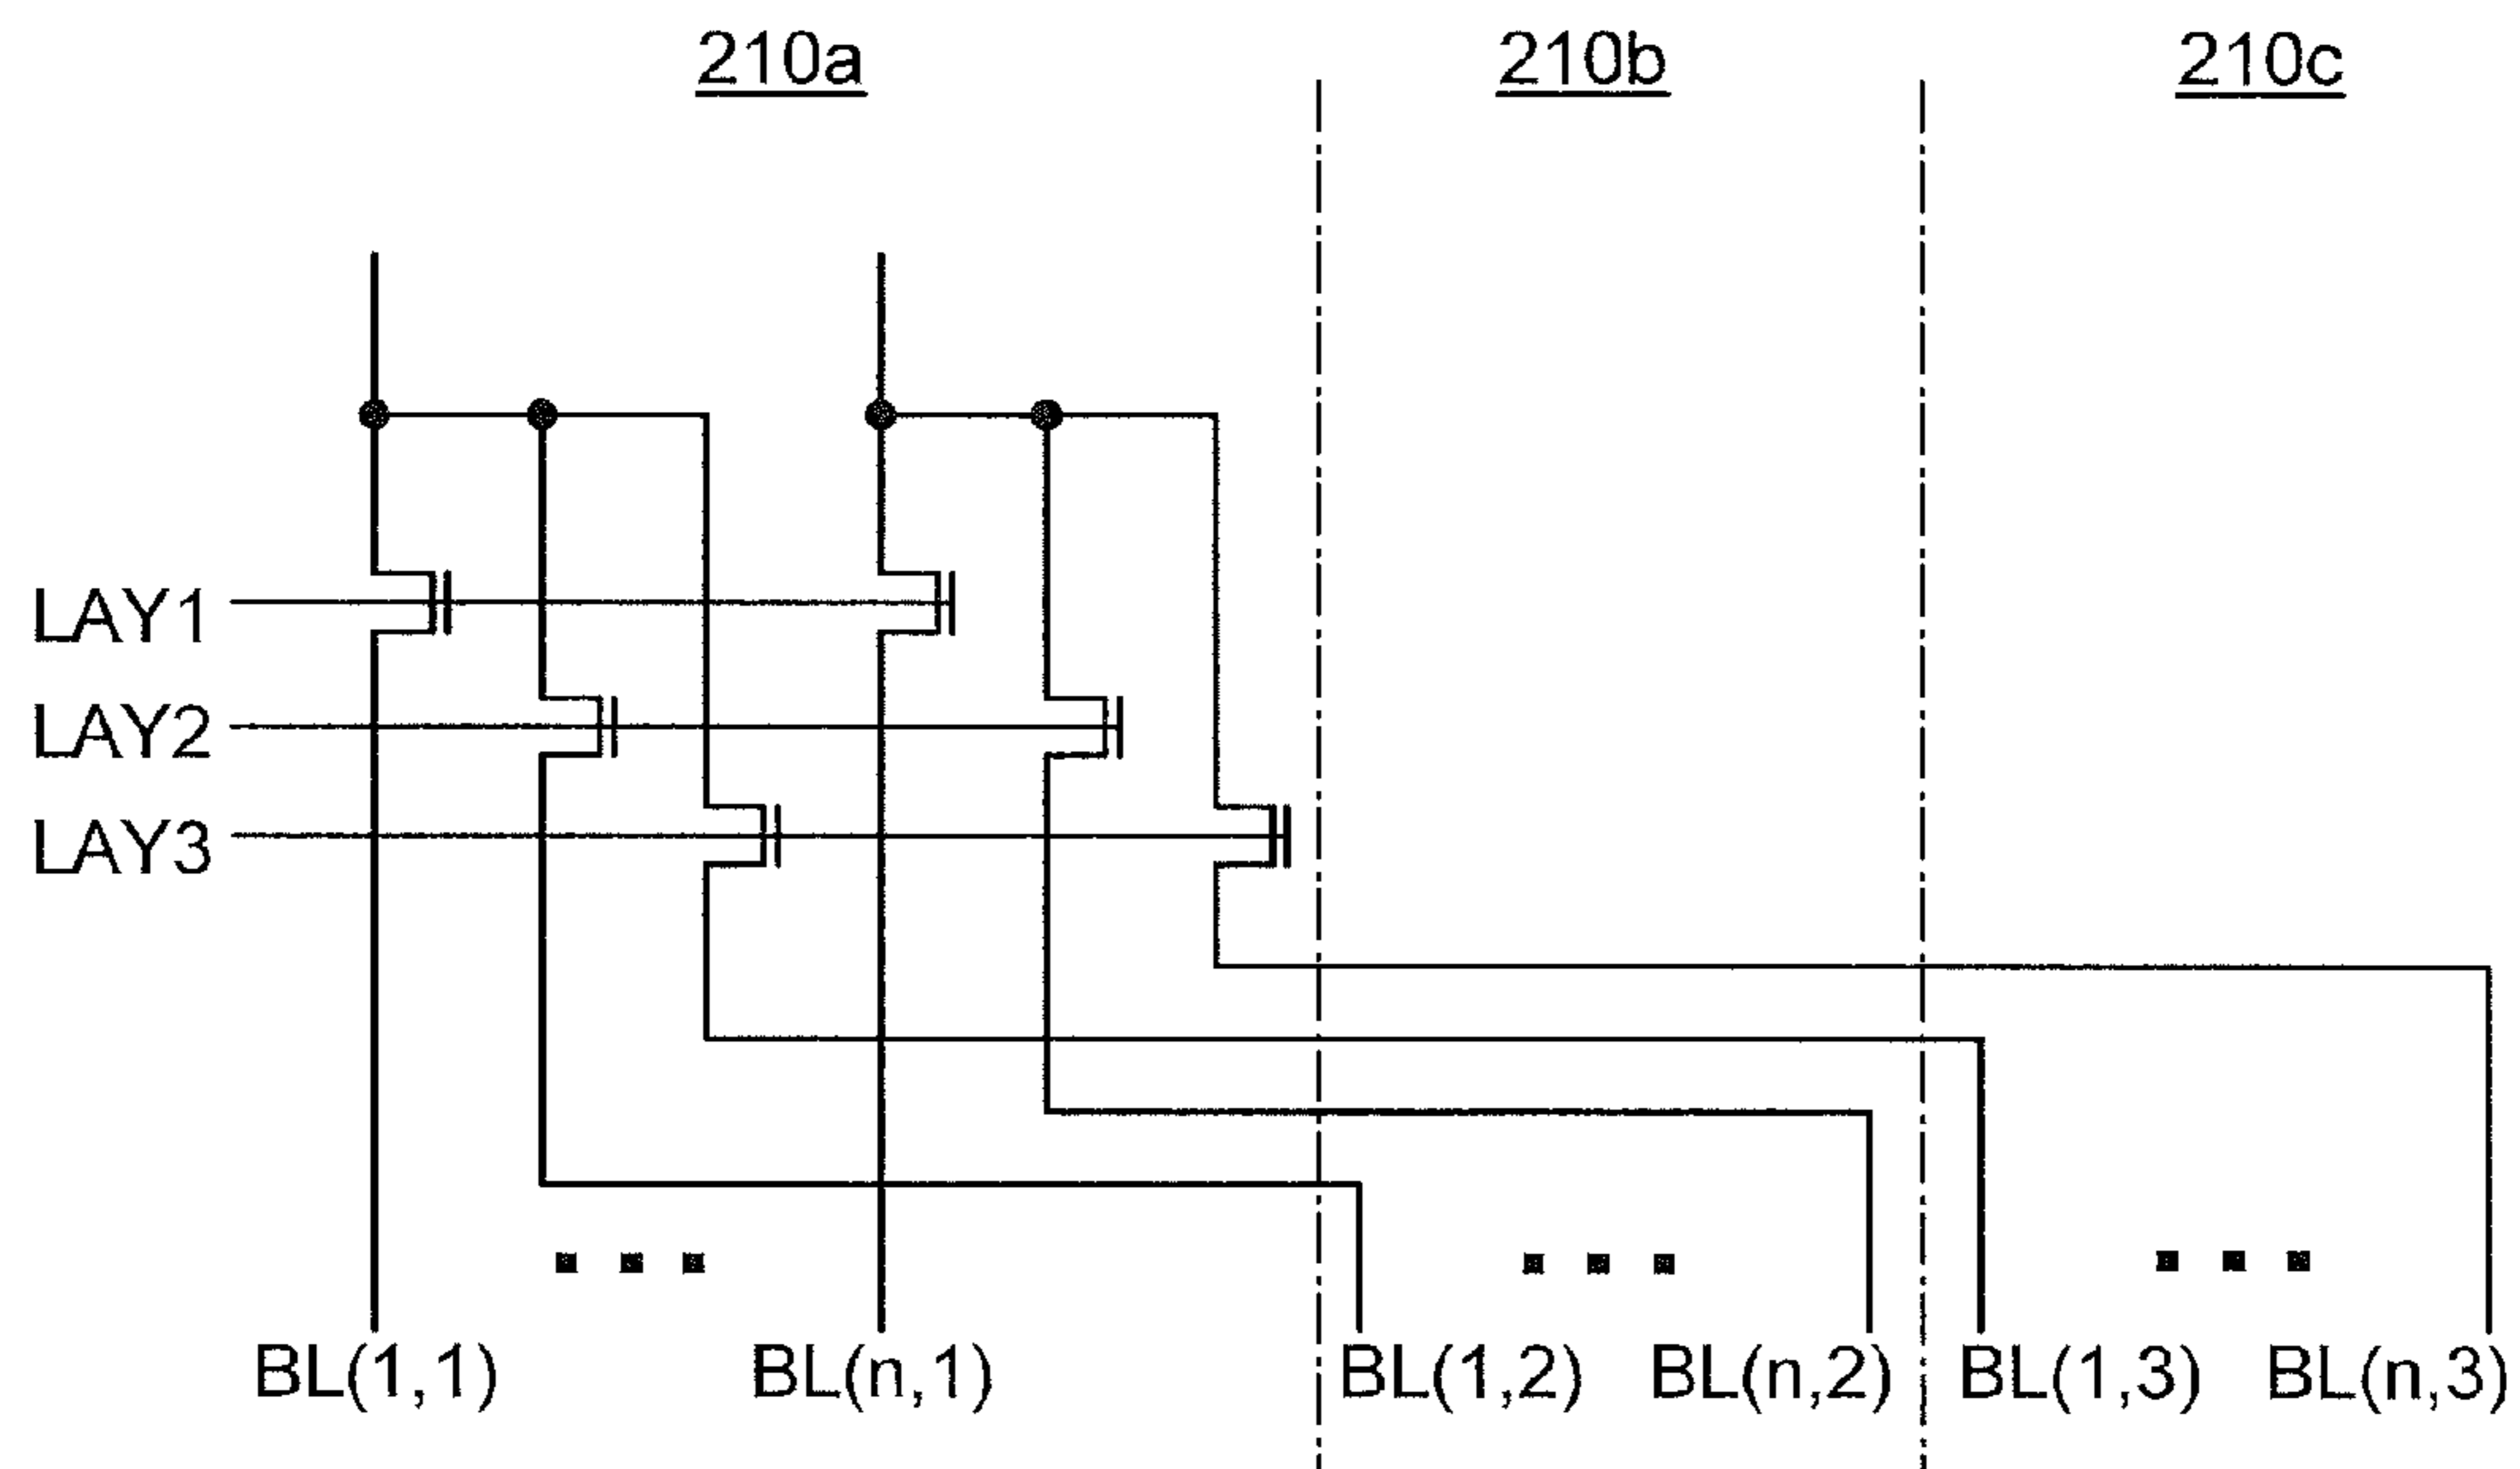 210a 210b 210c
LAY1
LAY2
LAY3
BL(1,1) BL(n,1) BL(1,2) BL(n,2) BL(1,3) BL(n,3)